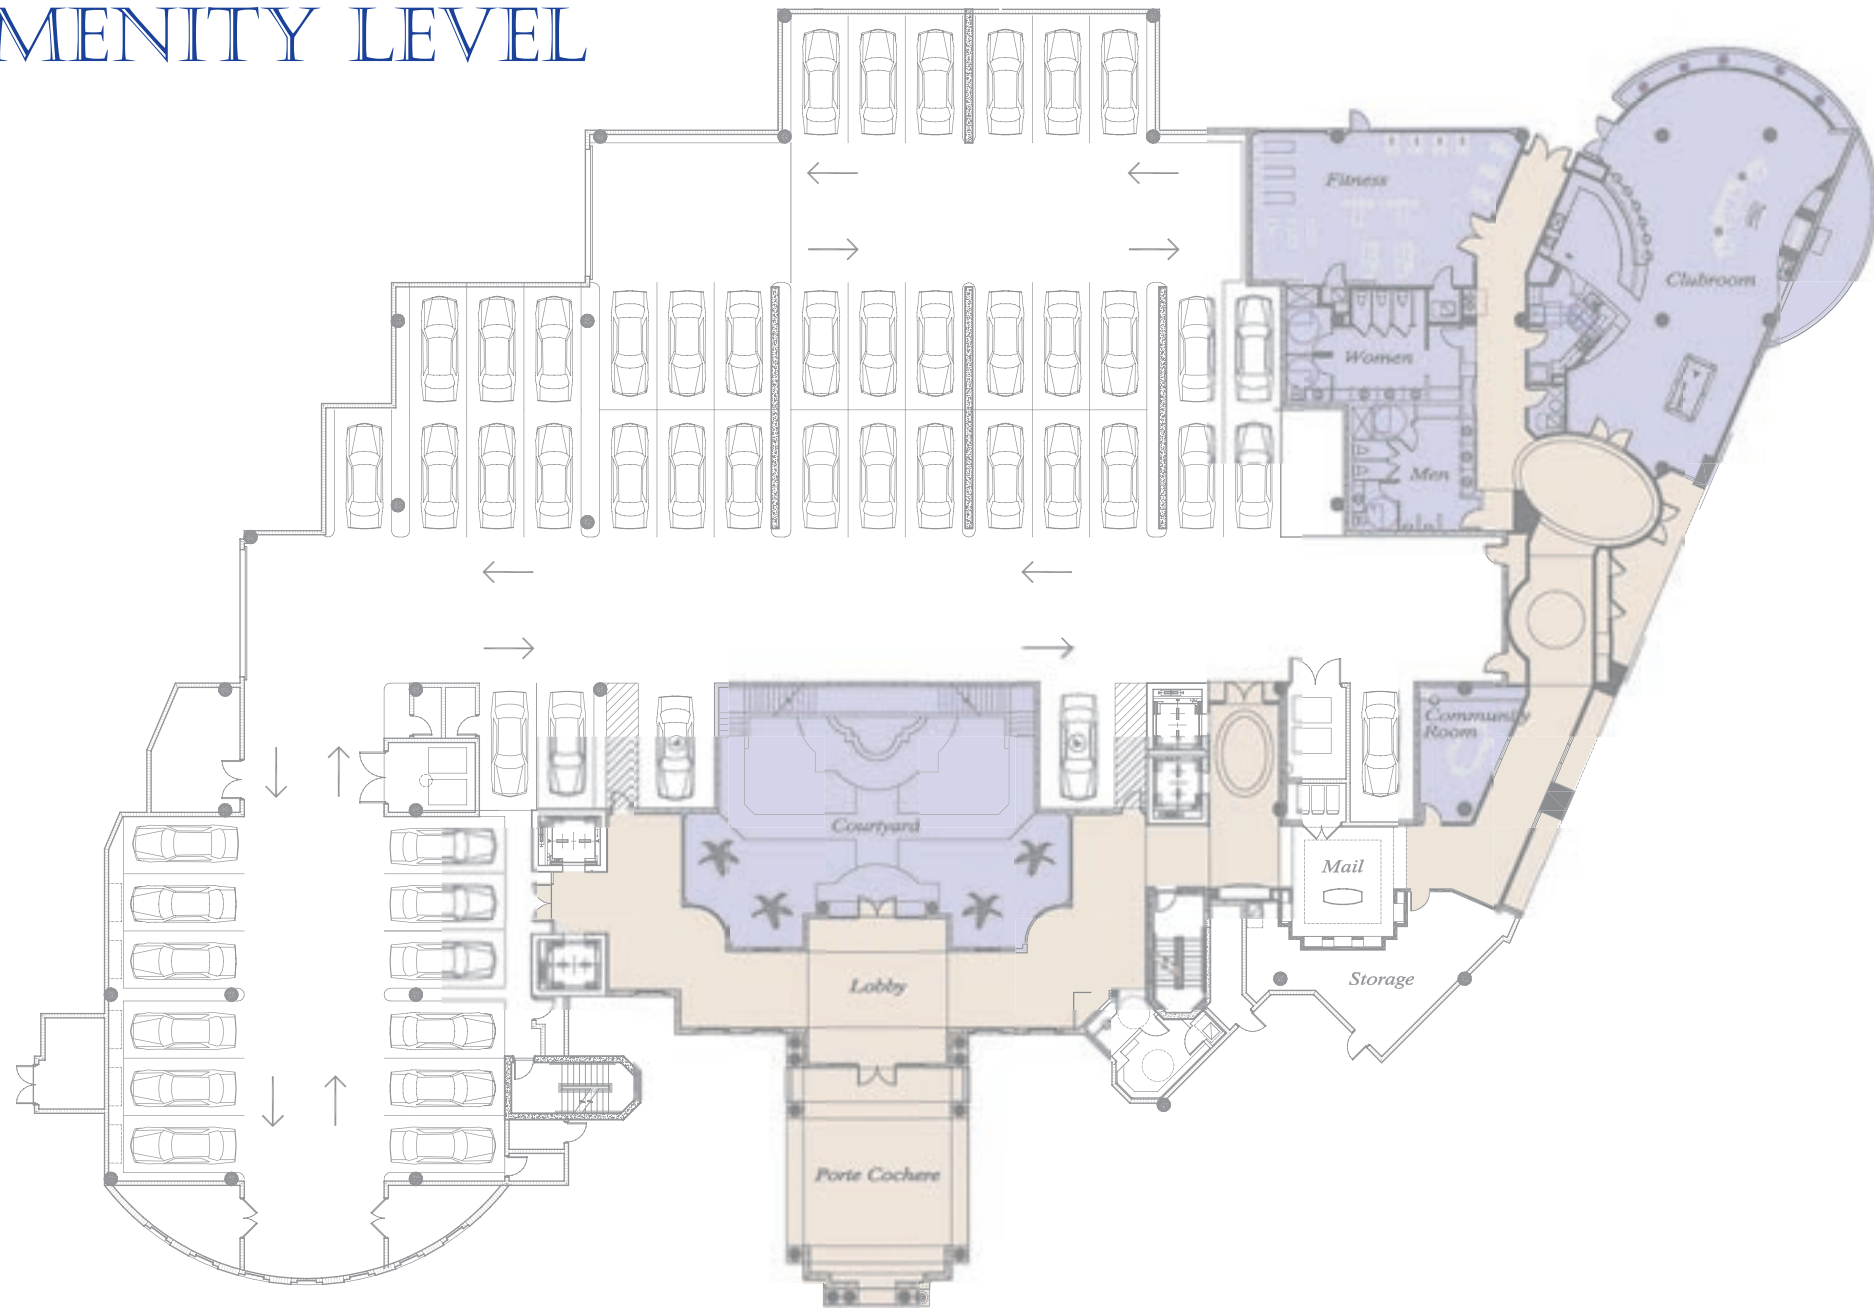 MENITY LEVEL
Fitness
Clubroom
Women
Men
Community
Room
Courtyard
Mail
Storage
Lobby
Porte Cochere